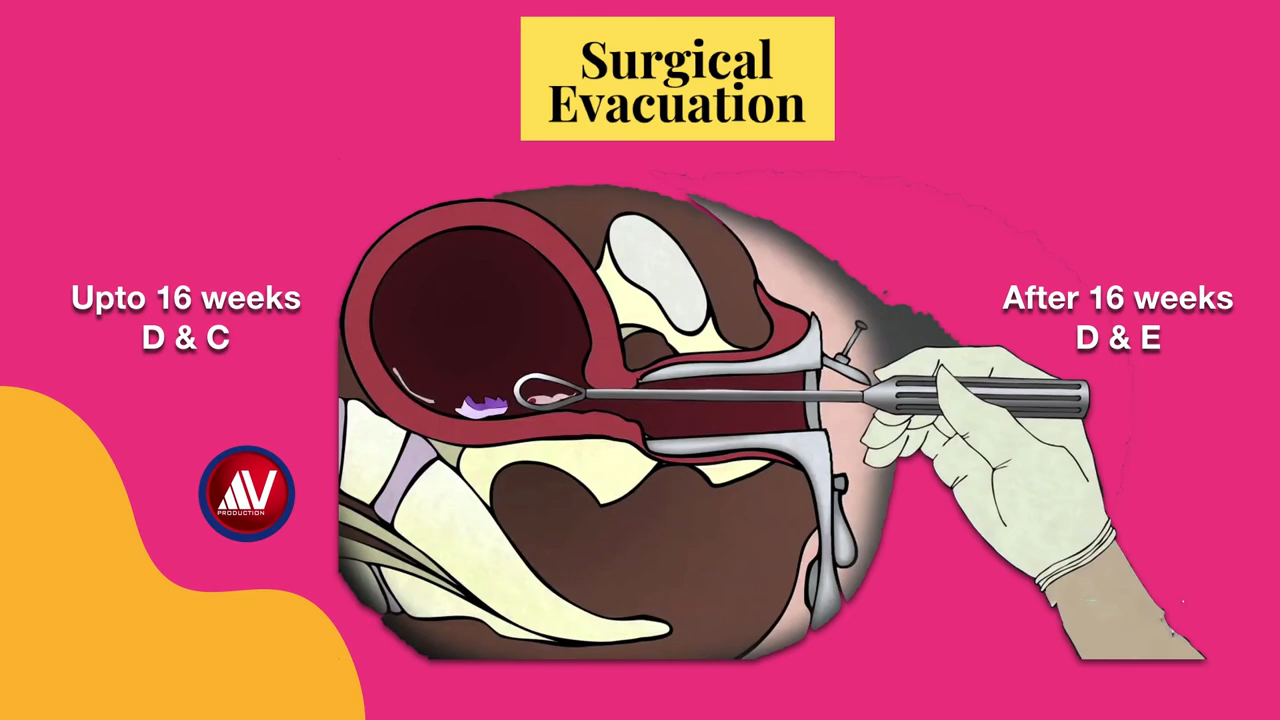 Surgical
Evacuation
Upto 16 weeks
D & C
After 16 weeks
D & E
AV
PRODUCTION